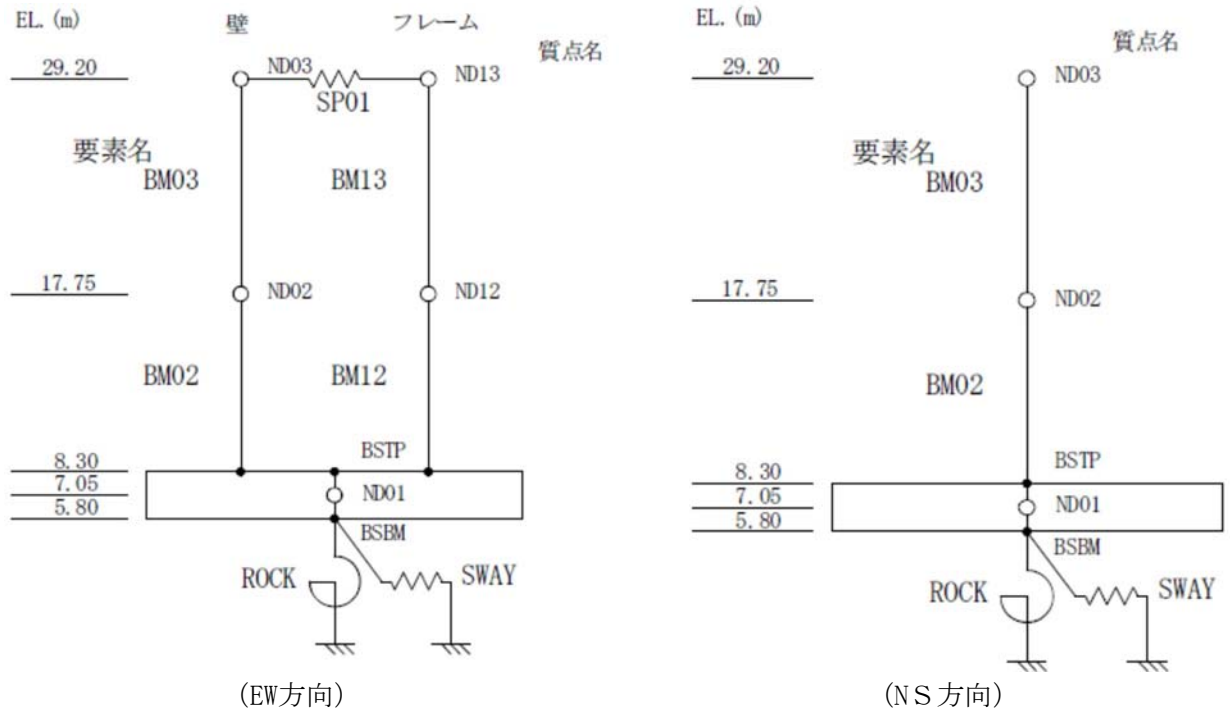 EL. (m)
壁
フレーム
質点名
29.20
ND03
ND13
SP01
要素名
BM03
BM13
17.75
ND02
ND12
BM02
BM12
BSTP
8.30
7.05
ND01
5.80
BSBM
ROCK
SWAY
(EW方向)
EL. (m)
質点名
29.20
ND03
要素名
BM03
17.75
ND02
BM02
BSTP
8.30
7.05
ND01
5.80
BSBM
ROCK
SWAY
(NS方向)